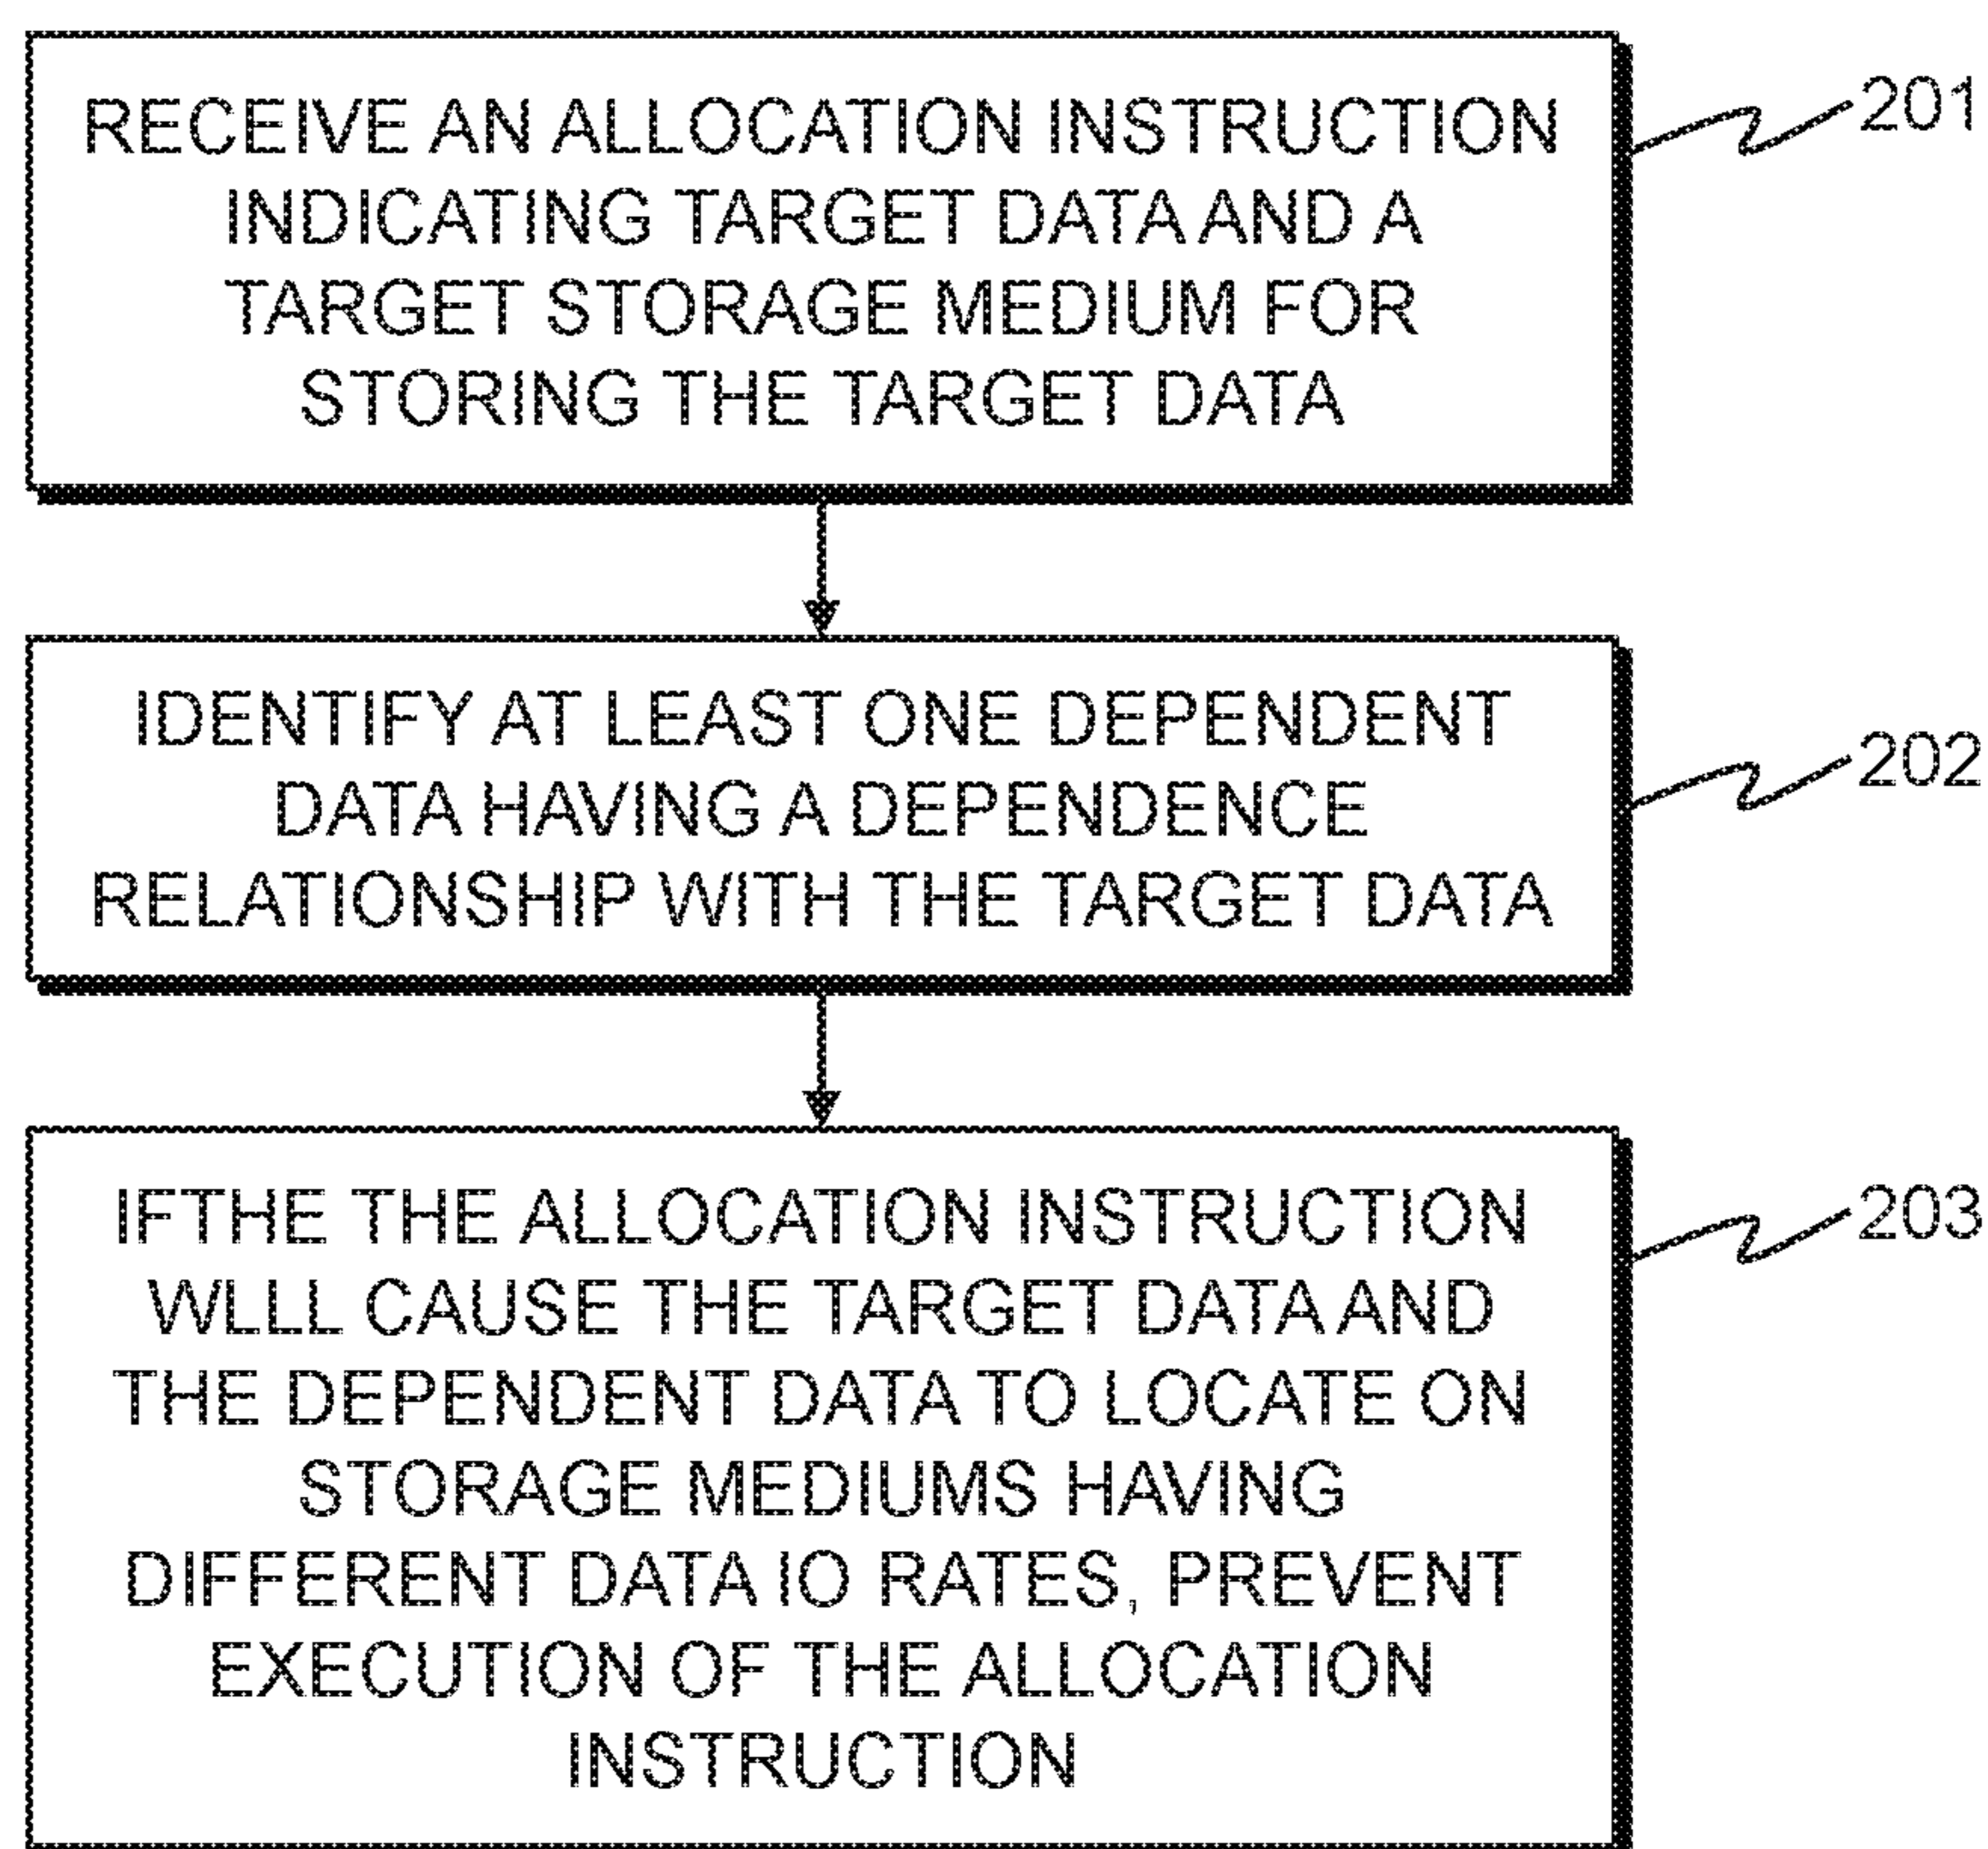 RECEIVE AN ALLOCATION INSTRUCTION
INDICATING TARGET DATA AND A
TARGET STORAGE MEDIUM FOR
STORING THE TARGET DATA
201
IDENTIFY AT LEAST ONE DEPENDENT
DATA HAVING A DEPENDENCE
RELATIONSHIP WITH THE TARGET DATA
202
IFTHE THE ALLOCATION INSTRUCTION
WLLL CAUSE THE TARGET DATA AND
THE DEPENDENT DATA TO LOCATE ON
STORAGE MEDIUMS HAVING
DIFFERENT DATA IO RATES, PREVENT
EXECUTION OF THE ALLOCATION
INSTRUCTION
203